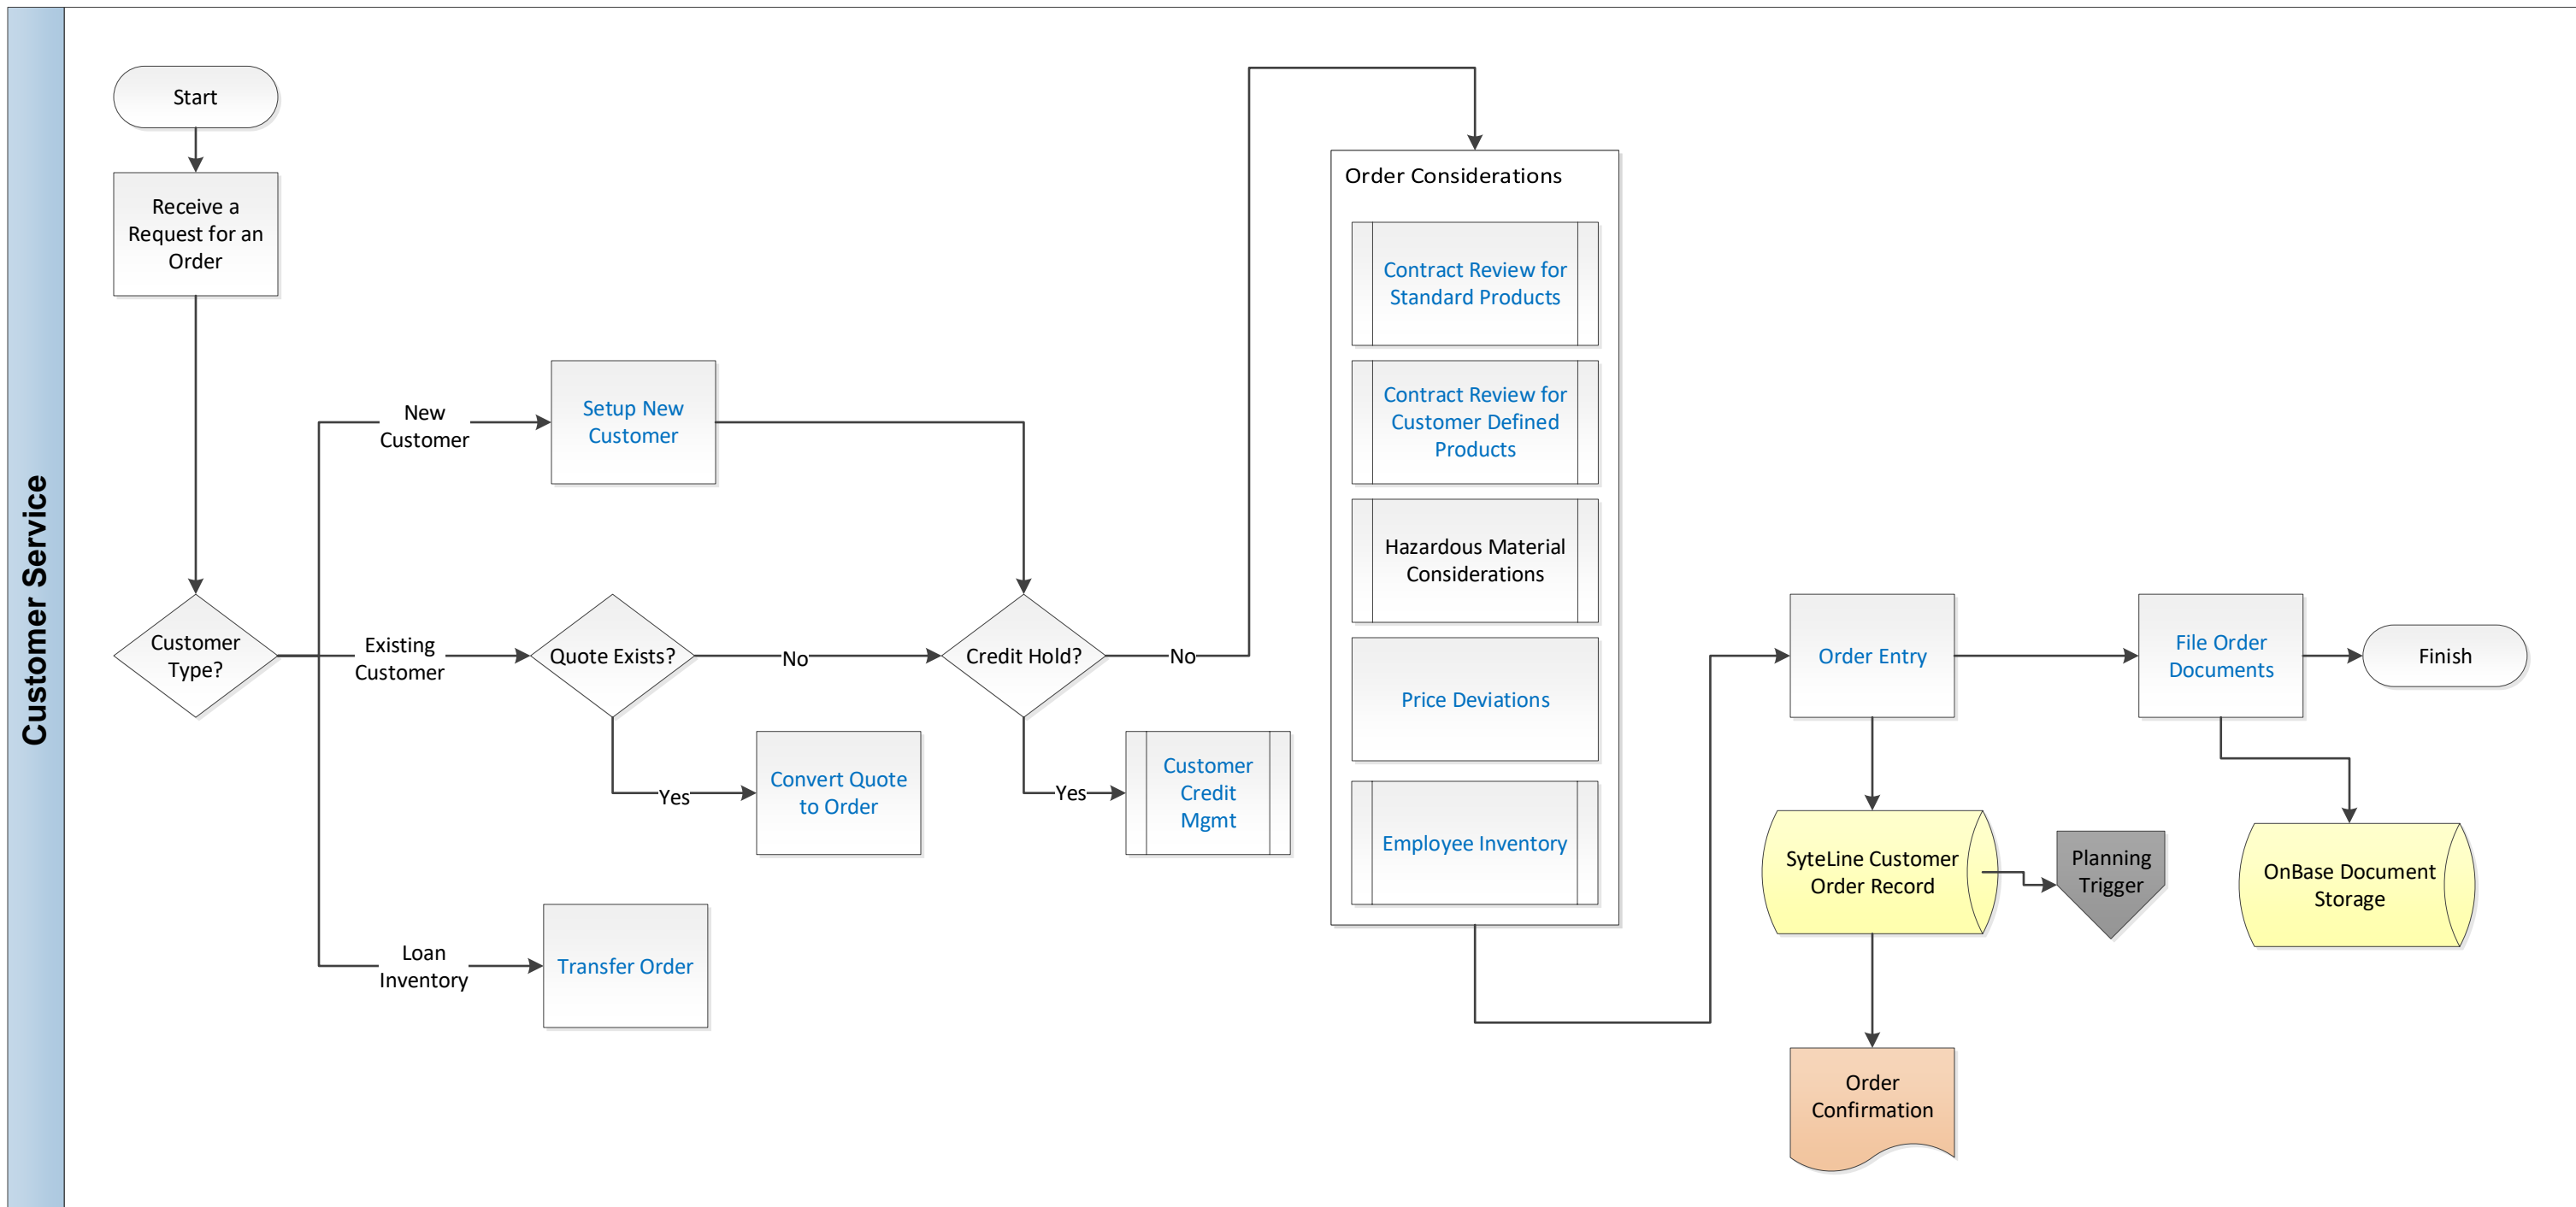 Customer Service
Start
Receive a
Request for an
Order
Customer
Type?
New
Customer
Existing
Customer
Loan
Inventory
Setup New
Customer
Quote Exists?
No
Yes
Convert Quote
to Order
Transfer Order
Credit Hold?
No
Yes
Customer
Credit
Mgmt
Order Considerations
Contract Review for
Standard Products
Contract Review for
Customer Defined
Products
Hazardous Material
Considerations
Price Deviations
Employee Inventory
Order Entry
SyteLine Customer
Order Record
Planning
Trigger
Order
Confirmation
File Order
Documents
OnBase Document
Storage
Finish